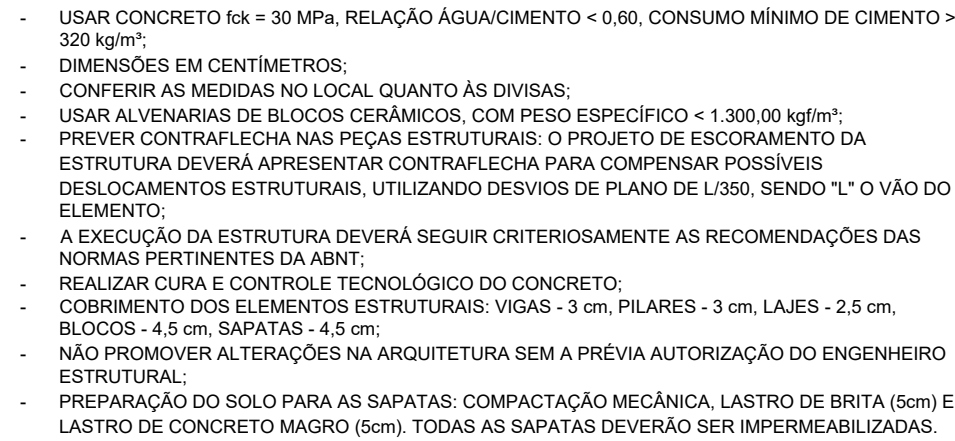 - USAR CONCRETO fck = 30 MPa, RELAÇÃO ÁGUA/CIMENTO < 0,60, CONSUMO MÍNIMO DE CIMENTO >
320 kg/m³;
- DIMENSÕES EM CENTÍMETROS;
- CONFERIR AS MEDIDAS NO LOCAL QUANTO ÀS DIVISAS;
- USAR ALVENARIAS DE BLOCOS CERÂMICOS, COM PESO ESPECÍFICO < 1.300,00 kgf/m³;
- PREVER CONTRAFLECHA NAS PEÇAS ESTRUTURAIS: O PROJETO DE ESCORAMENTO DA
ESTRUTURA DEVERÁ APRESENTAR CONTRAFLECHA PARA COMPENSAR POSSÍVEIS
DESLOCAMENTOS ESTRUTURAIS, UTILIZANDO DESVIOS DE PLANO DE L/350, SENDO "L" O VÃO DO
ELEMENTO;
- A EXECUÇÃO DA ESTRUTURA DEVERÁ SEGUIR CRITERIOSAMENTE AS RECOMENDAÇÕES DAS
NORMAS PERTINENTES DA ABNT;
- REALIZAR CURA E CONTROLE TECNOLÓGICO DO CONCRETO;
- COBRIMENTO DOS ELEMENTOS ESTRUTURAIS: VIGAS - 3 cm, PILARES - 3 cm, LAJES - 2,5 cm,
BLOCOS - 4,5 cm, SAPATAS - 4,5 cm;
- NÃO PROMOVER ALTERAÇÕES NA ARQUITETURA SEM A PRÉVIA AUTORIZAÇÃO DO ENGENHEIRO
ESTRUTURAL;
- PREPARAÇÃO DO SOLO PARA AS SAPATAS: COMPACTAÇÃO MECÂNICA, LASTRO DE BRITA (5cm) E
LASTRO DE CONCRETO MAGRO (5cm). TODAS AS SAPATAS DEVERÃO SER IMPERMEABILIZADAS.